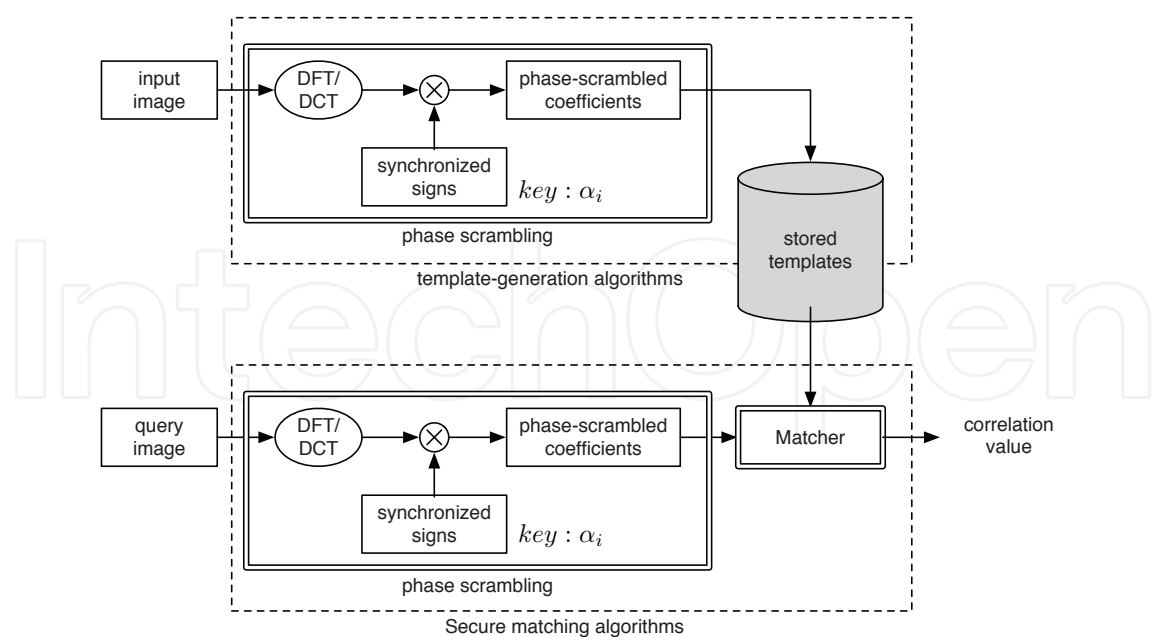 input
image
DFT/
DCT
phase-scrambled
coefficients
synchronized
signs
key : αᵢ
phase scrambling
stored
templates
template-generation algorithms
IntechOpen
query
image
DFT/
DCT
phase-scrambled
coefficients
Matcher
correlation
value
synchronized
signs
key : αᵢ
phase scrambling
Secure matching algorithms